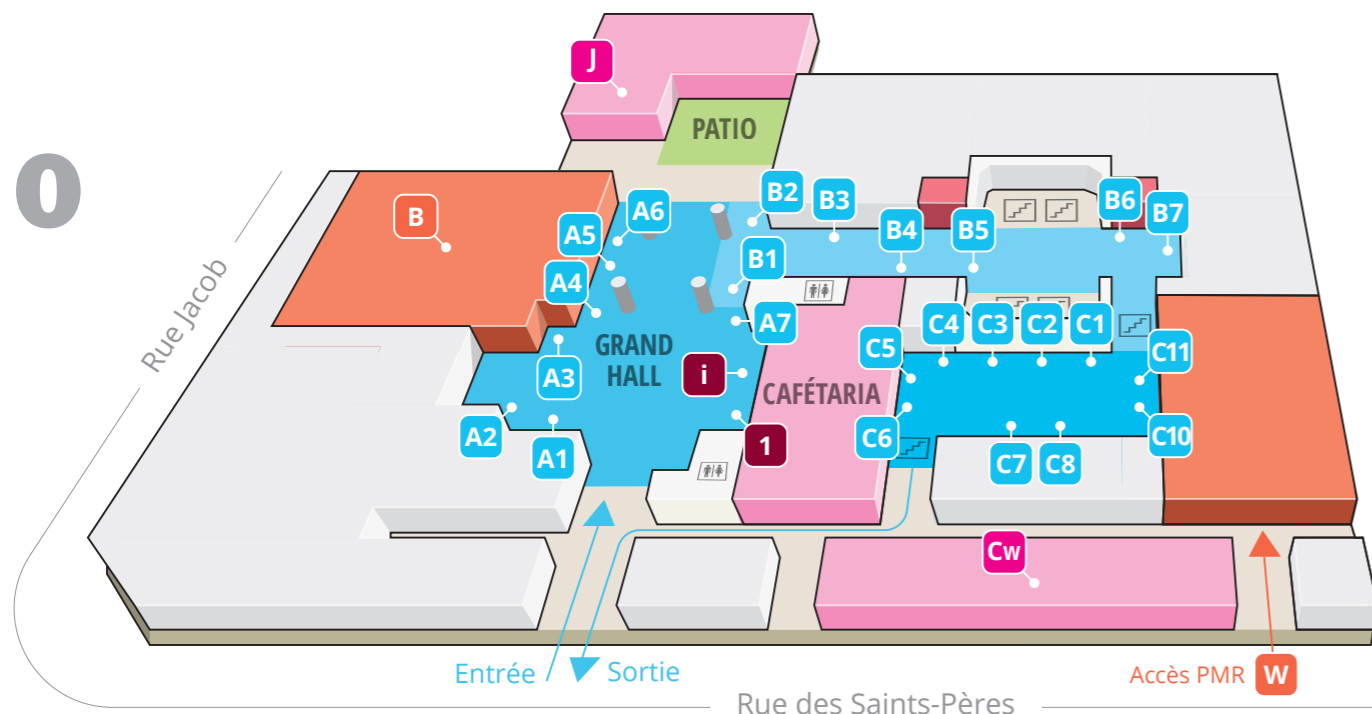 J
PATIO
0
B
A6
B2
B3
B6
B7
A5
B4
B5
A4
B1
Rue Jacob
A7
C4
C3
C2
C1
GRAND
HALL
A3
i
CAFÉTARIA
C5
C11
A2
A1
1
C6
C7
C8
C10
Cw
Entrée
Sortie
Accès PMR W
Rue des Saints-Pères